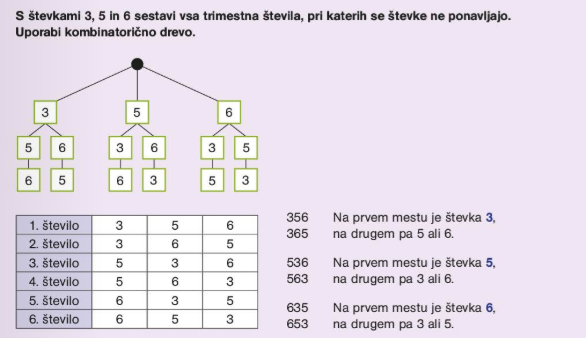 S števkami 3, 5 in 6 sestavi vsa trimestna števila, pri katerih se števke ne ponavljajo.
Uporabi kombinatorično drevo.
3 5 6
5 6 3 6 3 5
6 5 6 3 5 3
1. število 3 5 6
2. število 3 6 5
3. število 5 3 6
4. število 5 6 3
5. število 6 3 5
6. število 6 5 3
356 Na prvem mestu je števka 3,
365 na drugem pa 5 ali 6.
536 Na prvem mestu je števka 5,
563 na drugem pa 3 ali 6.
635 Na prvem mestu je števka 6,
653 na drugem pa 3 ali 5.